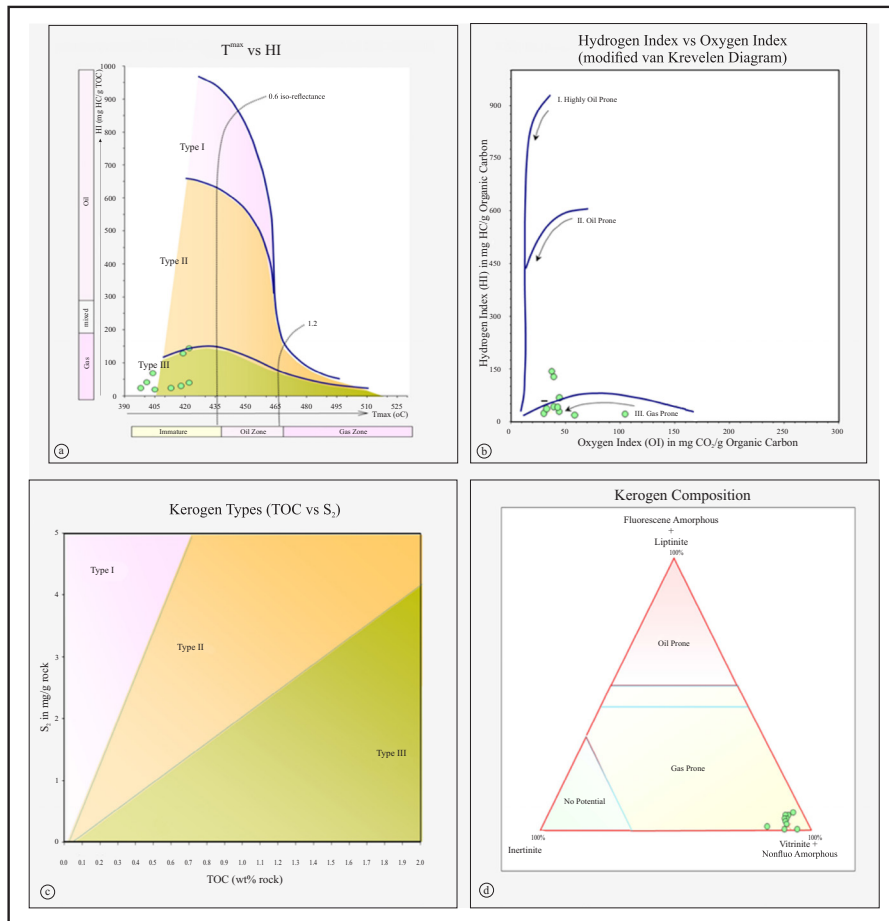 T^max vs HI
HI (mg HC/g TOC)
1000
900
800
700
600
500
400
300
200
100
0
Oil
mixed
Gas
0.6 iso-reflectance
Type I
Type II
1.2
Type III
390 405 420 435 450 465 480 495 510 525
Tmax (oC)
Immature Oil Zone Gas Zone
a
Hydrogen Index vs Oxygen Index
(modified van Krevelen Diagram)
Hydrogen Index (HI) in mg HC/g Organic Carbon
900
750
600
450
300
150
0
I. Highly Oil Prone
II. Oil Prone
III. Gas Prone
0 50 100 150 200 250 300
Oxygen Index (OI) in mg CO₂/g Organic Carbon
b
Kerogen Types (TOC vs S₂)
S₂ in mg/g rock
5
4
3
2
1
0
Type I
Type II
Type III
0.0 0.1 0.2 0.3 0.4 0.5 0.6 0.7 0.8 0.9 1.0 1.1 1.2 1.3 1.4 1.5 1.6 1.7 1.8 1.9 2.0
TOC (wt% rock)
c
Kerogen Composition
Fluorescene Amorphous
+
Liptinite
100%
Oil Prone
Gas Prone
No Potential
100%
Inertinite
100%
Vitrinite +
Nonfluo Amorphous
d